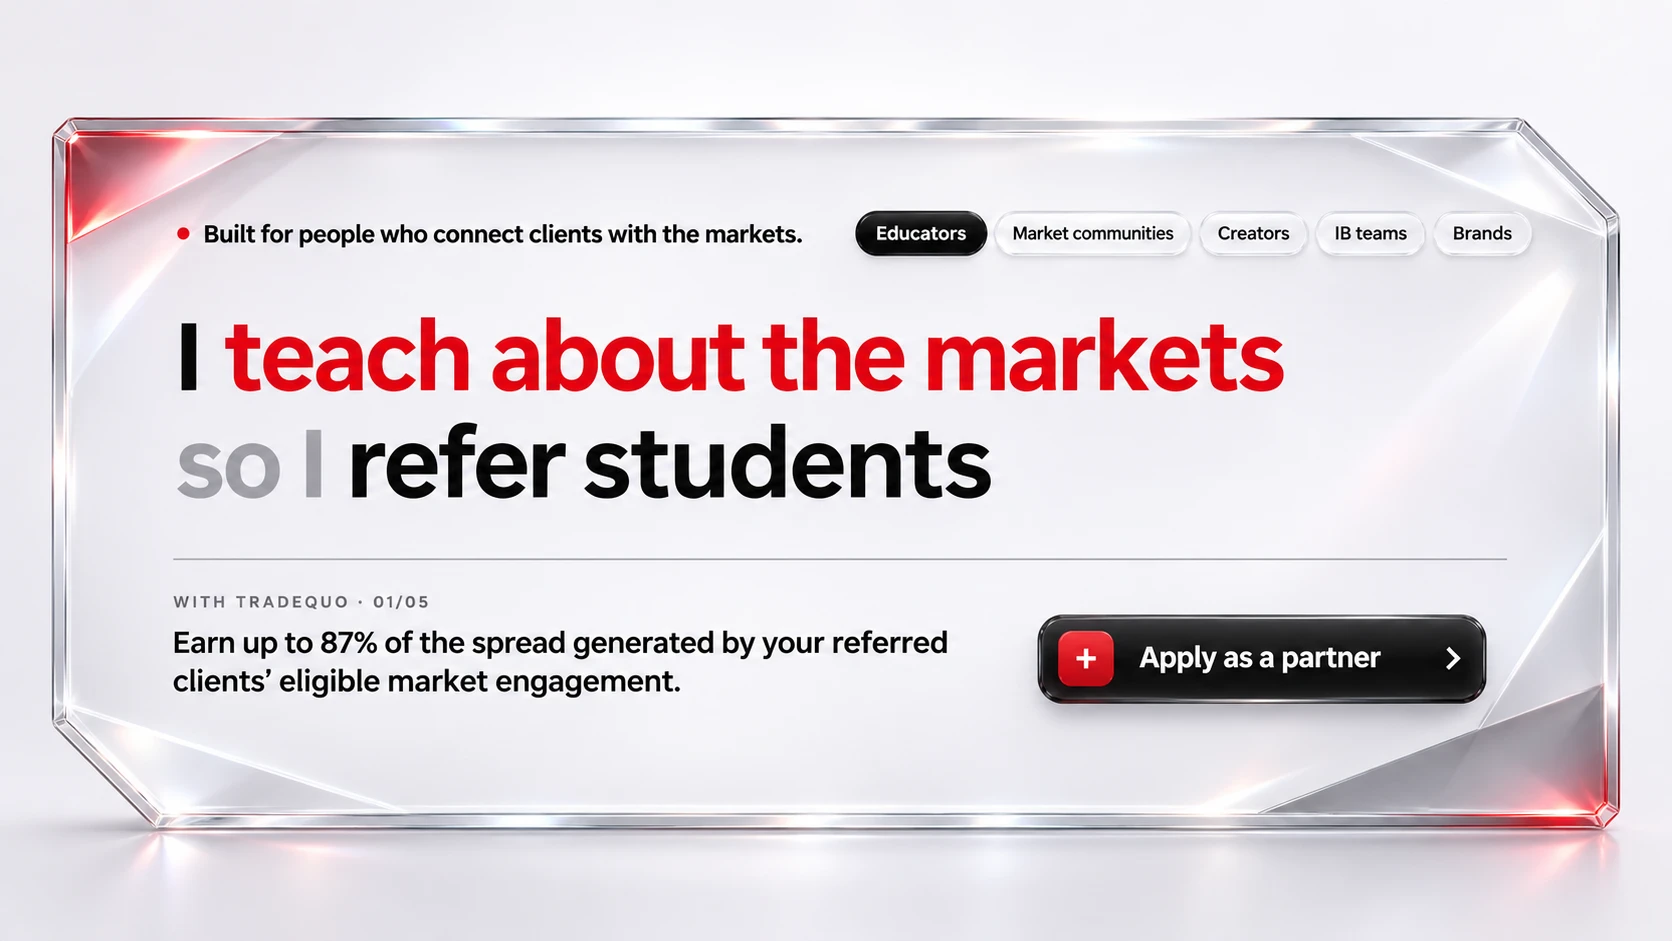 Built for people who connect clients with the markets.
Educators
Market communities
Creators
IB teams
Brands
I teach about the markets
so I refer students
WITH TRADEQUO · 01/05
Earn up to 87% of the spread generated by your referred
clients’ eligible market engagement.
Apply as a partner